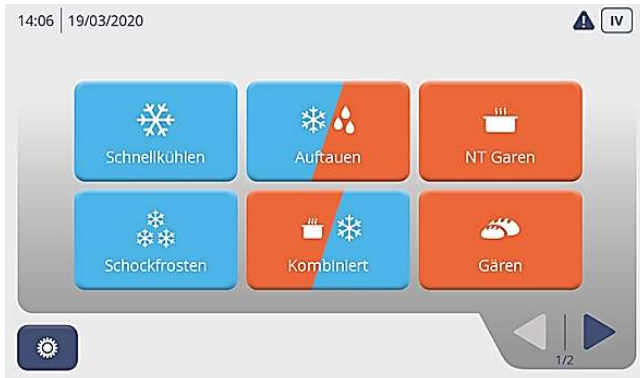 14:06 19/03/2020
IV
Schnellkühlen
Auftauen
NT Garen
Schockfrosten
Kombiniert
Gären
1/2